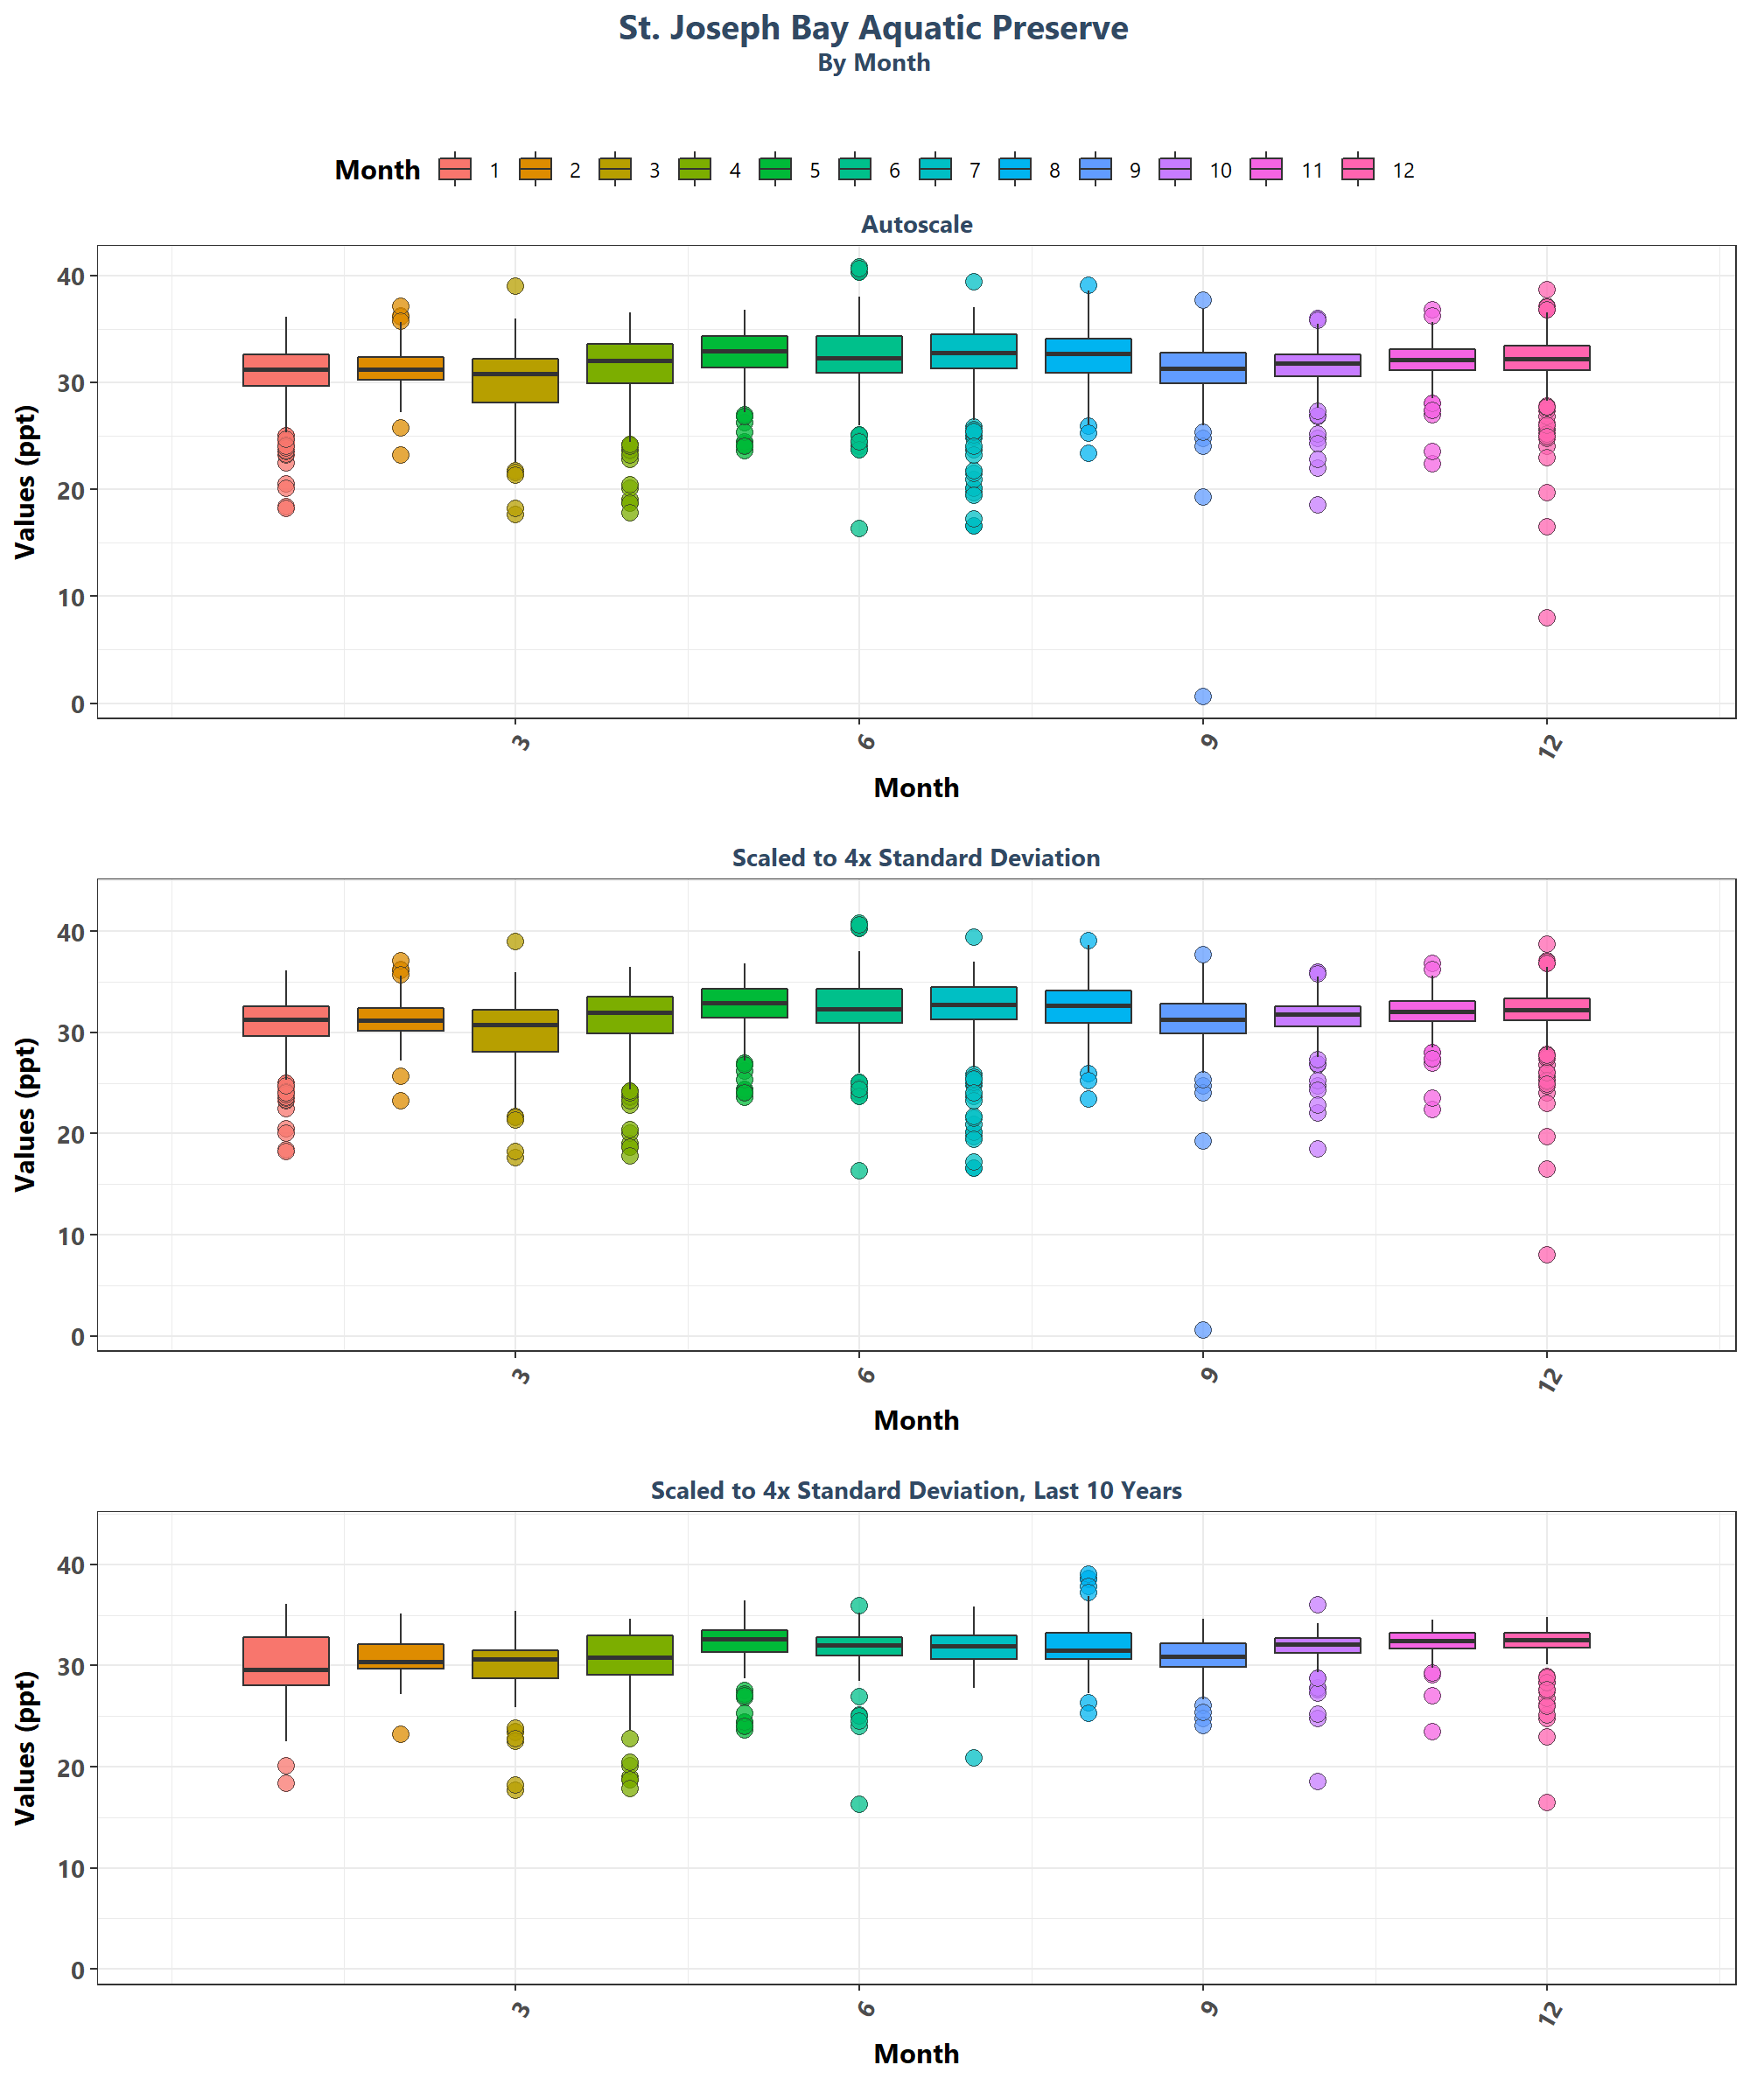 St. Joseph Bay Aquatic Preserve
By Month
Month 1 2 3 4 5 6 7 8 9 10 11 12
Autoscale
Values (ppt)
40
30
20
10
0
3 6 9 12
Month
Scaled to 4x Standard Deviation
Values (ppt)
40
30
20
10
0
3 6 9 12
Month
Scaled to 4x Standard Deviation, Last 10 Years
Values (ppt)
40
30
20
10
0
3 6 9 12
Month